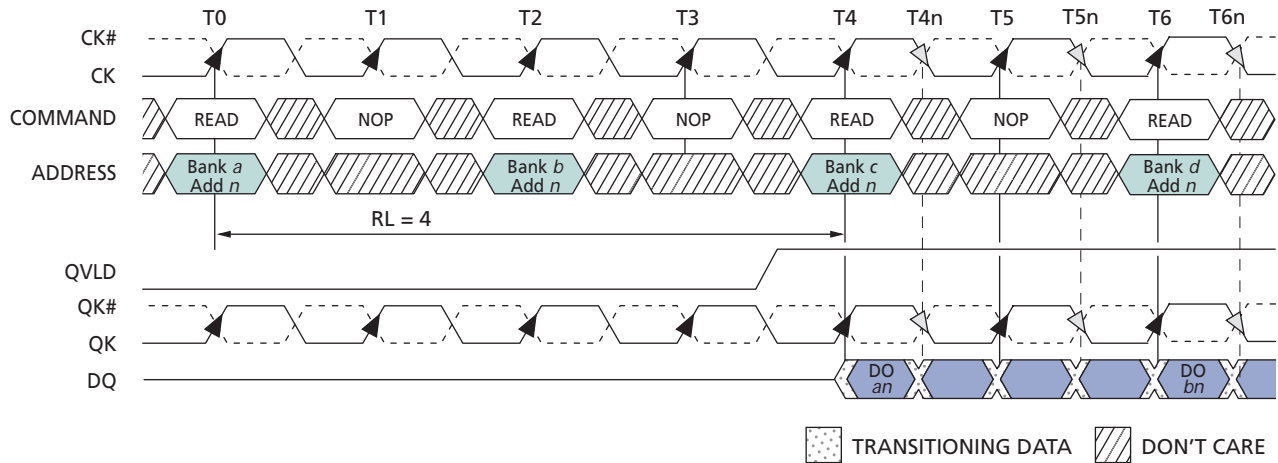 T0 T1 T2 T3 T4 T4n T5 T5n T6 T6n
CK#
CK
COMMAND READ NOP READ NOP READ NOP READ
ADDRESS Bank a Add n Bank b Add n Bank c Add n Bank d Add n
RL = 4
QVLD
QK#
QK
DQ DO an DO bn
TRANSITIONING DATA DON'T CARE